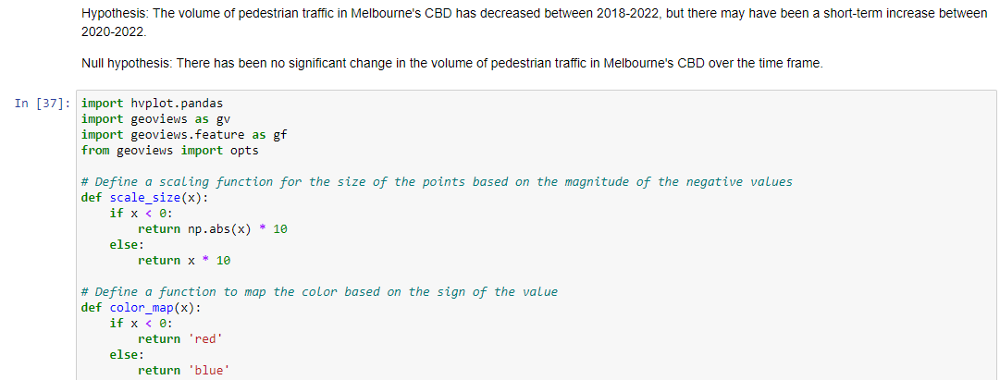 Hypothesis: The volume of pedestrian traffic in Melbourne's CBD has decreased between 2018-2022, but there may have been a short-term increase between
2020-2022.
Null hypothesis: There has been no significant change in the volume of pedestrian traffic in Melbourne's CBD over the time frame.
In [37]: import hvplot.pandas
import geoviews as gv
import geoviews.feature as gf
from geoviews import opts
# Define a scaling function for the size of the points based on the magnitude of the negative values
def scale_size(x):
    if x < 0:
        return np.abs(x) * 10
    else:
        return x * 10
# Define a function to map the color based on the sign of the value
def color_map(x):
    if x < 0:
        return 'red'
    else:
        return 'blue'